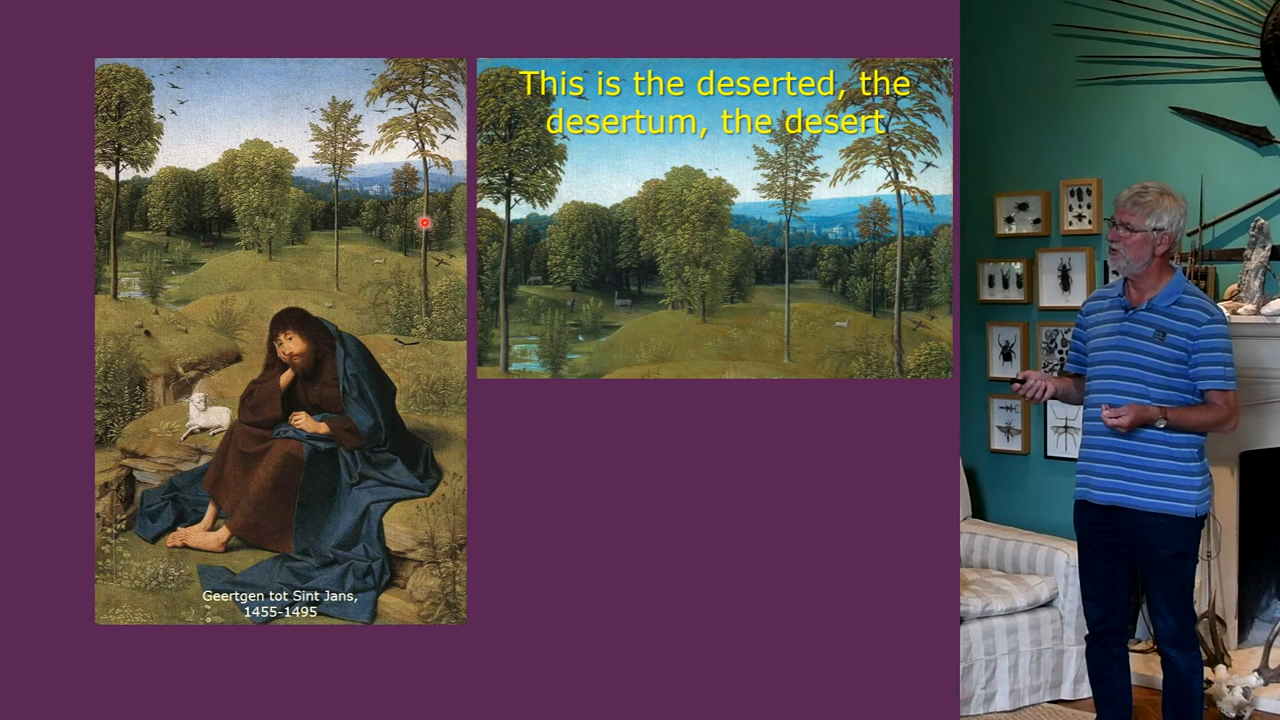 This is the deserted, the
desertum, the desert
Geertgen tot Sint Jans,
1455-1495